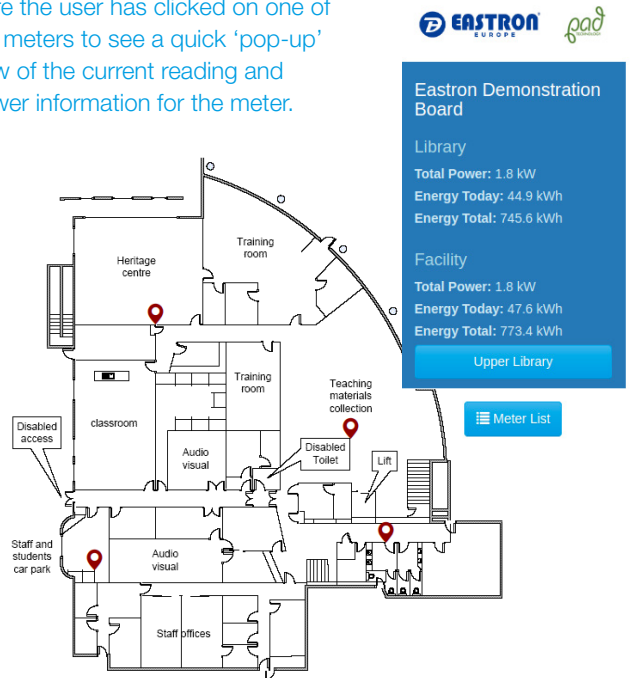 re the user has clicked on one of
meters to see a quick ‘pop-up’
w of the current reading and
wer information for the meter.
EASTRON
EUROPE
pad
TECHNOLOGY
Eastron Demonstration
Board
Library
Total Power: 1.8 kW
Energy Today: 44.9 kWh
Energy Total: 745.6 kWh
Facility
Total Power: 1.8 kW
Energy Today: 47.6 kWh
Energy Total: 773.4 kWh
Upper Library
Meter List
Training
room
Heritage
centre
Training
room
Teaching
materials
collection
classroom
Disabled
access
Audio
visual
Disabled
Toilet
Lift
Staff and
students
car park
Audio
visual
Staff offices